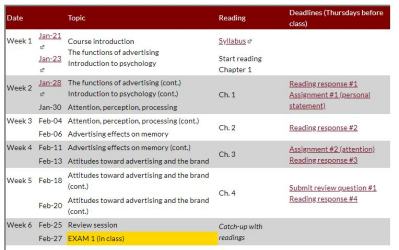 Date Topic Reading Deadlines (Thursdays before class)
Week 1 Jan-21 Course introduction Syllabus
The functions of advertising
Jan-23 Introduction to psychology Start reading Chapter 1
Week 2 Jan-28 The functions of advertising (cont.) Ch. 1 Reading response #1
Introduction to psychology (cont.) Assignment #1 (personal statement)
Jan-30 Attention, perception, processing
Week 3 Feb-04 Attention, perception, processing (cont.) Ch. 2 Reading response #2
Feb-06 Advertising effects on memory
Week 4 Feb-11 Advertising effects on memory (cont.) Ch. 3 Assignment #2 (attention)
Feb-13 Attitudes toward advertising and the brand Reading response #3
Week 5 Feb-18 Attitudes toward advertising and the brand (cont.) Ch. 4 Submit review question #1
Feb-20 Attitudes toward advertising and the brand (cont.) Reading response #4
Week 6 Feb-25 Review session Catch-up with readings
Feb-27 EXAM 1 (in class)